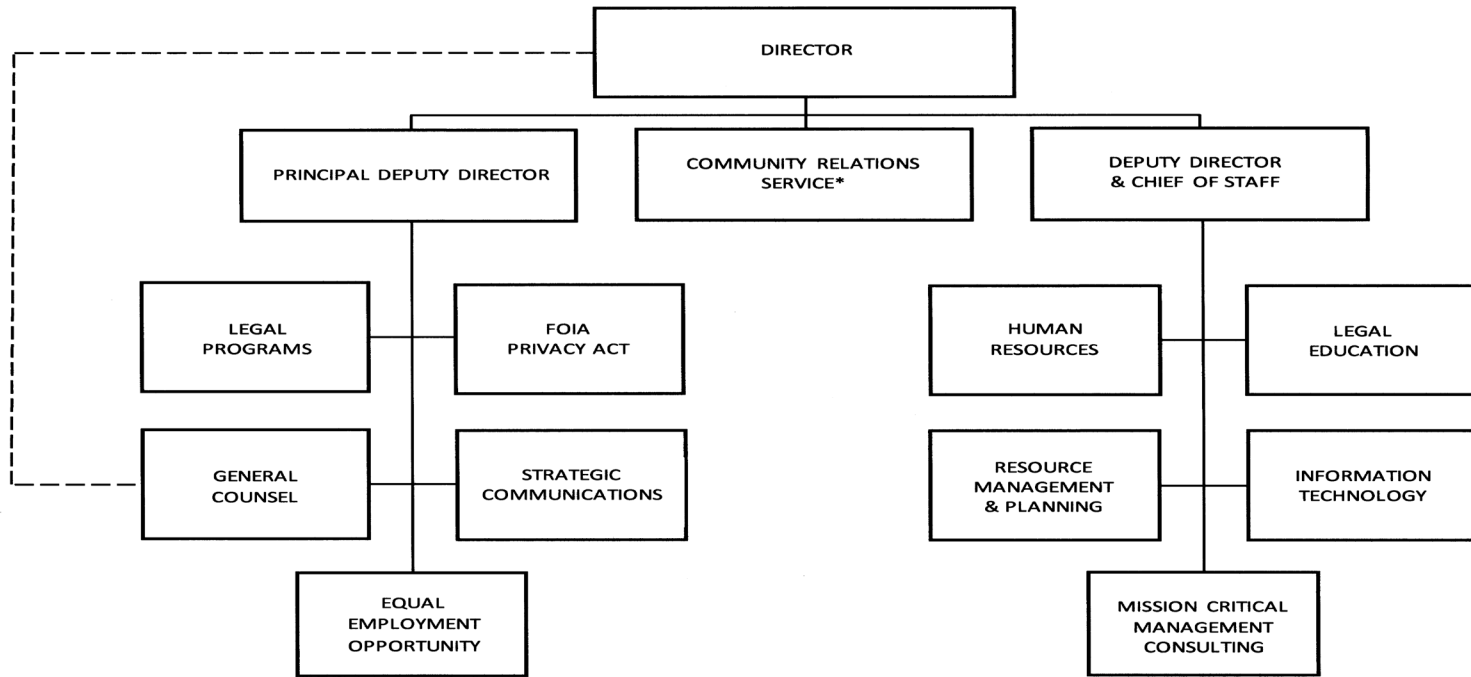 DIRECTOR
PRINCIPAL DEPUTY DIRECTOR
COMMUNITY RELATIONS
SERVICE*
DEPUTY DIRECTOR
& CHIEF OF STAFF
LEGAL
PROGRAMS
FOIA
PRIVACY ACT
HUMAN
RESOURCES
LEGAL
EDUCATION
GENERAL
COUNSEL
STRATEGIC
COMMUNICATIONS
RESOURCE
MANAGEMENT
& PLANNING
INFORMATION
TECHNOLOGY
EQUAL
EMPLOYMENT
OPPORTUNITY
MISSION CRITICAL
MANAGEMENT
CONSULTING